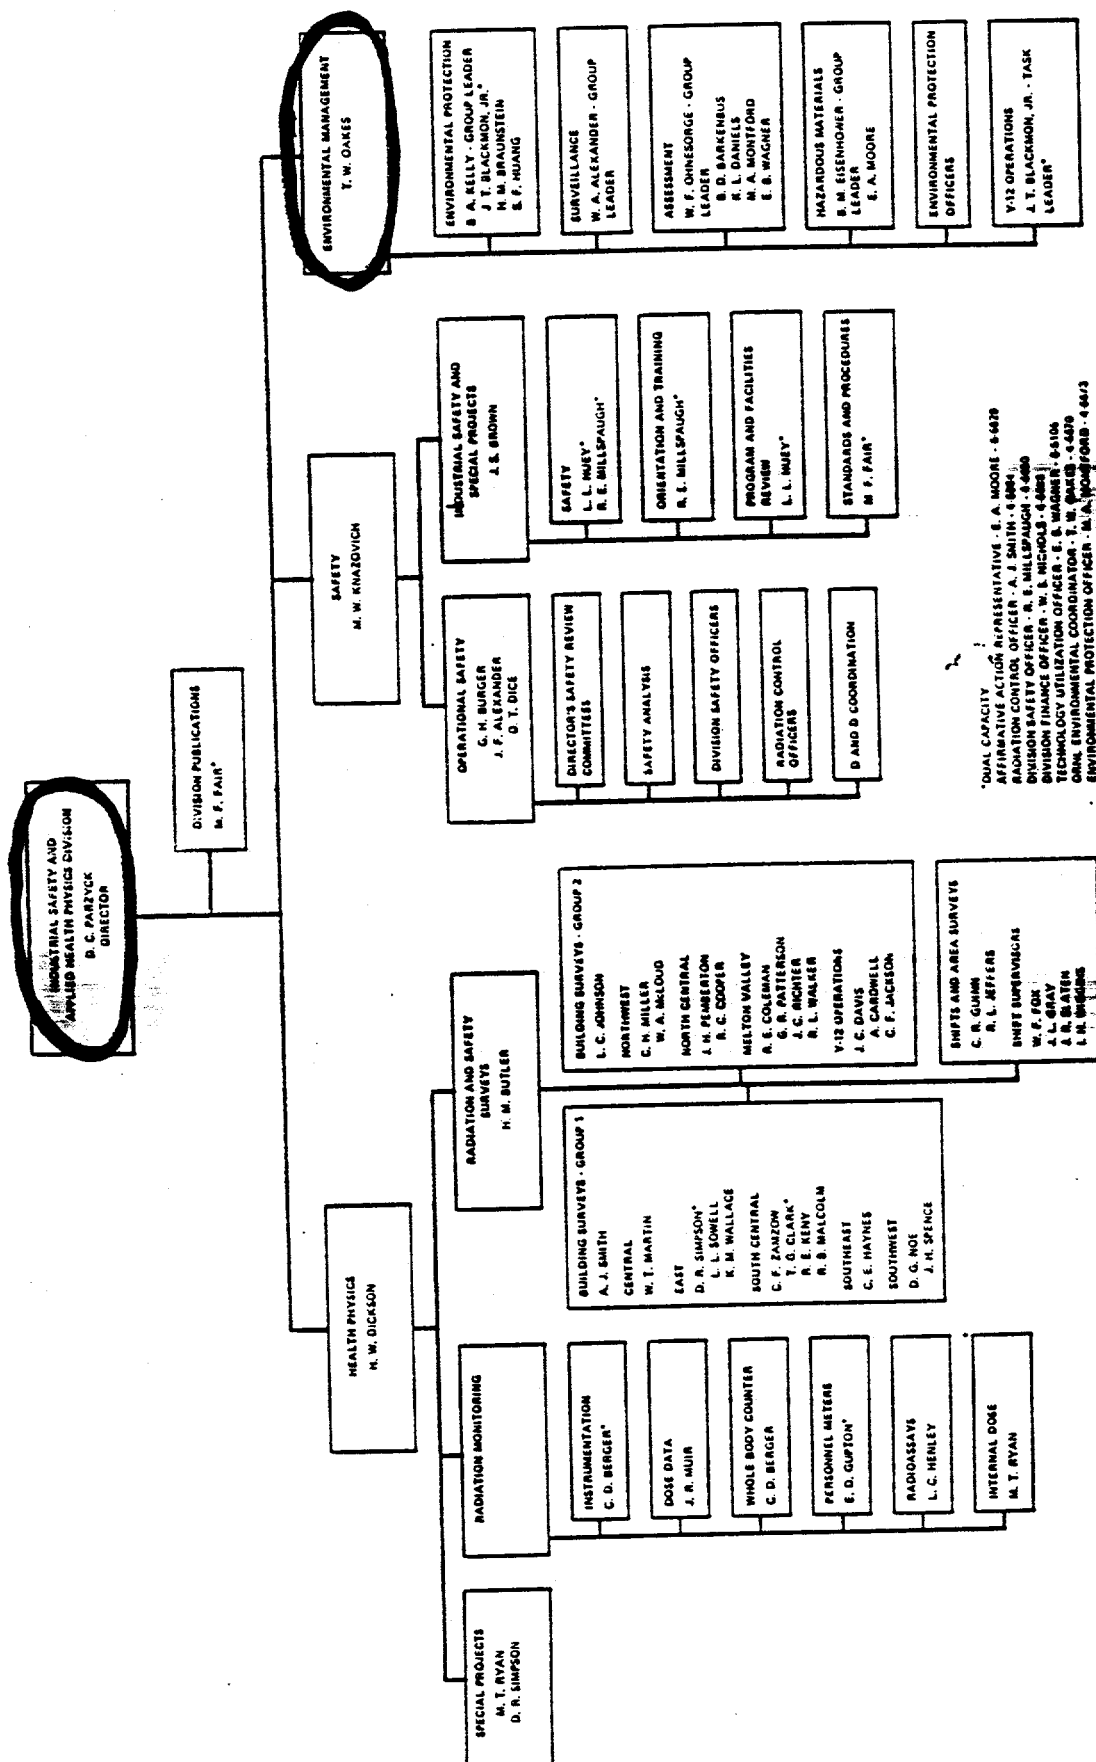 INDUSTRIAL SAFETY AND
APPLIED HEALTH PHYSICS DIVISION
D. C. PARZYCK
DIRECTOR
DIVISION PUBLICATIONS
M. F. FAIR*
HEALTH PHYSICS
H. W. DICKSON
SAFETY
M. W. KNAZOVICH
ENVIRONMENTAL MANAGEMENT
T. W. OAKES
SPECIAL PROJECTS
M. T. RYAN
D. R. SIMPSON
RADIATION MONITORING
INSTRUMENTATION
C. D. BERGER*
DOSE DATA
J. R. MUIR
WHOLE BODY COUNTER
C. D. BERGER
PERSONNEL METERS
E. D. GUPTON*
RADIOASSAYS
L. C. HENLEY
INTERNAL DOSE
M. T. RYAN
RADIATION AND SAFETY
SURVEYS
H. M. BUTLER
BUILDING SURVEYS - GROUP 1
A. J. SMITH
CENTRAL
W. T. MARTIN
EAST
D. R. SIMPSON*
L. L. SOWELL
K. M. WALLACE
SOUTH CENTRAL
C. F. ZAMZOW
T. G. CLARK*
R. E. KENY
R. B. MALCOLM
SOUTHEAST
C. E. HAYNES
SOUTHWEST
D. G. NOE
J. H. SPENCE
BUILDING SURVEYS - GROUP 2
L. C. JOHNSON
NORTHWEST
C. H. MILLER
W. A. McLOUD
NORTH CENTRAL
J. H. PEMBERTON
R. C. COOPER
MELTON VALLEY
R. E. COLEMAN
G. R. PATTERSON
J. C. RICHTER
R. L. WALKER
Y-12 OPERATIONS
J. C. DAVIS
A. CARDWELL
C. F. JACKSON
SHIFTS AND AREA SURVEYS
C. R. GUINN
R. L. JEFFERS
SHIFT SUPERVISORS
W. F. FOX
J. L. GRAY
J. R. SLATEN
OPERATIONAL SAFETY
G. H. BURGER
J. F. ALEXANDER
D. T. DICE
DIRECTOR'S SAFETY REVIEW
COMMITTEES
SAFETY ANALYSIS
DIVISION SAFETY OFFICERS
RADIATION CONTROL
OFFICERS
D AND D COORDINATION
INDUSTRIAL SAFETY AND
SPECIAL PROJECTS
J. S. BROWN
SAFETY
L. L. HUEY*
R. E. MILLSPAUGH*
ORIENTATION AND TRAINING
R. E. MILLSPAUGH*
PROGRAM AND FACILITIES
REVIEW
L. L. HUEY*
STANDARDS AND PROCEDURES
M. F. FAIR*
ENVIRONMENTAL PROTECTION
B. A. KELLY - GROUP LEADER
J. T. BLACKMON, JR.*
H. M. BRAUNSTEIN
S. F. HUANG
SURVEILLANCE
W. A. ALEXANDER - GROUP
LEADER
ASSESSMENT
W. F. OHNESORGE - GROUP
LEADER
B. D. BARKENBUS
K. L. DANIELS
M. A. MONTFORD
E. B. WAGNER
HAZARDOUS MATERIALS
B. M. EISENHOWER - GROUP
LEADER
E. A. MOORE
ENVIRONMENTAL PROTECTION
OFFICERS
Y-12 OPERATIONS
J. T. BLACKMON, JR. - TASK
LEADER*
*DUAL CAPACITY
AFFIRMATIVE ACTION REPRESENTATIVE - E. A. MOORE
RADIATION CONTROL OFFICER - A. J. SMITH
DIVISION SAFETY OFFICER - R. E. MILLSPAUGH
DIVISION FINANCE OFFICER - W. E. NICHOLS
TECHNOLOGY UTILIZATION OFFICER - E. B. WAGNER
ORNL ENVIRONMENTAL COORDINATOR - T. W. OAKES
ENVIRONMENTAL PROTECTION OFFICER - M. A. MONTFORD